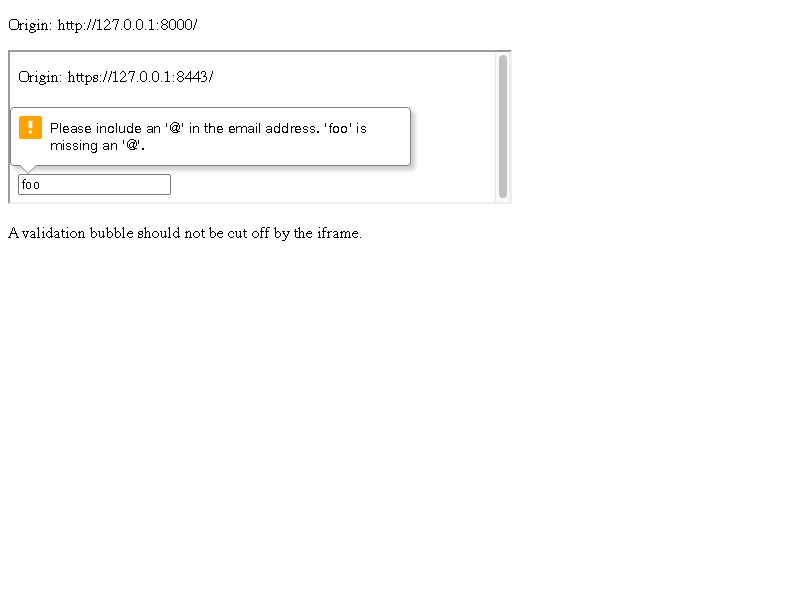 Origin: http://127.0.0.1:8000/
Origin: https://127.0.0.1:8443/
Please include an '@' in the email address. 'foo' is
missing an '@'.
foo
A validation bubble should not be cut off by the iframe.